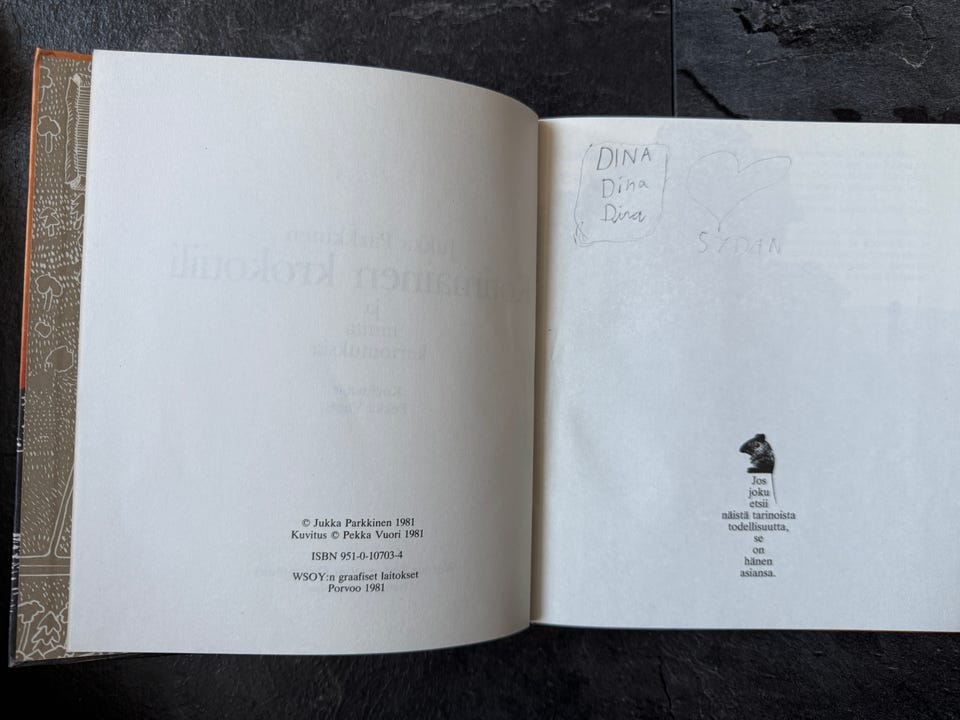 © Jukka Parkkinen 1981
Kuvitus © Pekka Vuori 1981
ISBN 951-0-10703-4
WSOY:n graafiset laitokset
Porvoo 1981
DINA
Dina
Dina
SYDAN
Jos
joku
etsii
näistä tarinoista
todellisuutta,
se
on
hänen
asiansa.